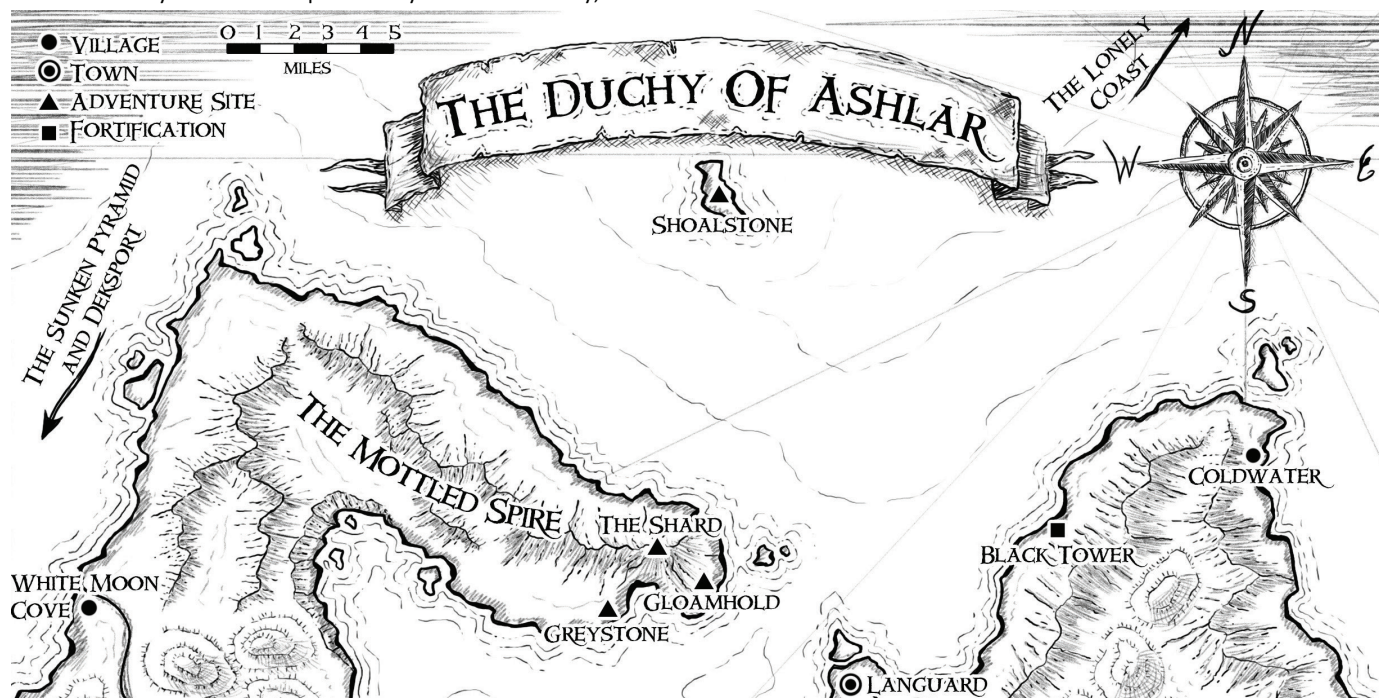 VILLAGE
TOWN
ADVENTURE SITE
FORTIFICATION
0 1 2 3 4 5
MILES
THE DUCHY OF ASHLAR
THE LONELY
COAST
N
W
E
S
THE SUNKEN PYRAMID
AND DEKSPORT
SHOALSTONE
THE MOTTLED SPIRE
THE SHARD
GLOAMHOLD
GREYSTONE
WHITE MOON
COVE
COLDWATER
BLACK TOWER
LANGUARD